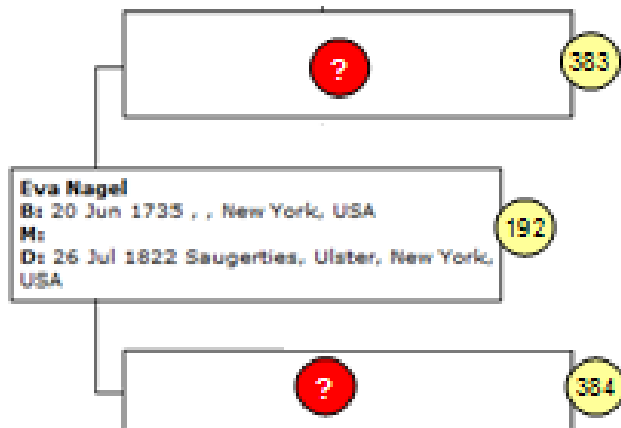 ?
383
Eva Nagel
B: 20 Jun 1735 , , New York, USA
M:
D: 26 Jul 1822 Saugerties, Ulster, New York,
USA
192
?
384